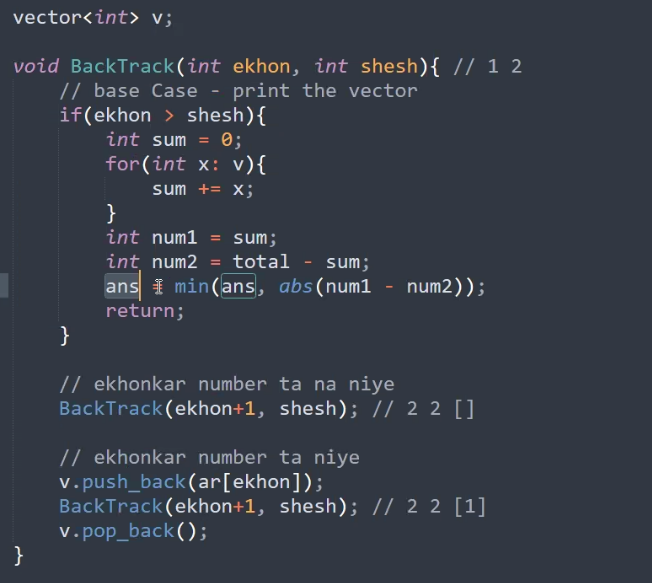 vector<int> v;
void BackTrack(int ekhon, int shesh){ // 1 2
// base Case - print the vector
if(ekhon > shesh){
int sum = 0;
for(int x: v){
sum += x;
}
int num1 = sum;
int num2 = total - sum;
ans = min(ans, abs(num1 - num2));
return;
}
// ekhonkar number ta na niye
BackTrack(ekhon+1, shesh); // 2 2 []
// ekhonkar number ta niye
v.push_back(ar[ekhon]);
BackTrack(ekhon+1, shesh); // 2 2 [1]
v.pop_back();
}